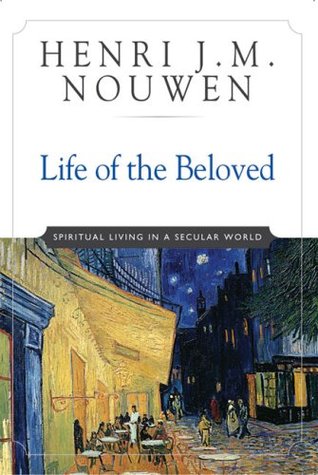 HENRI J.M.
NOUWEN
Life of the Beloved
SPIRITUAL LIVING IN A SECULAR WORLD